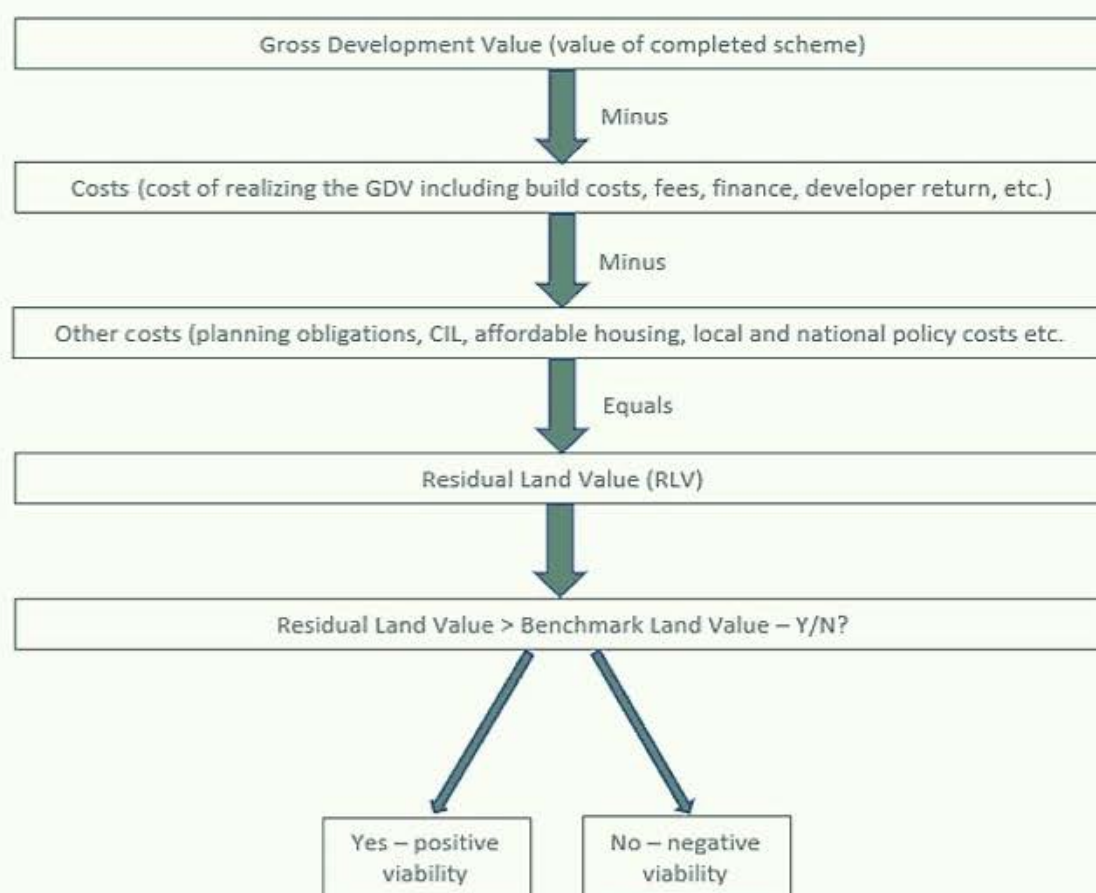 Gross Development Value (value of completed scheme)
Minus
Costs (cost of realizing the GDV including build costs, fees, finance, developer return, etc.)
Minus
Other costs (planning obligations, CIL, affordable housing, local and national policy costs etc.
Equals
Residual Land Value (RLV)
Residual Land Value > Benchmark Land Value – Y/N?
Yes – positive
viability
No – negative
viability